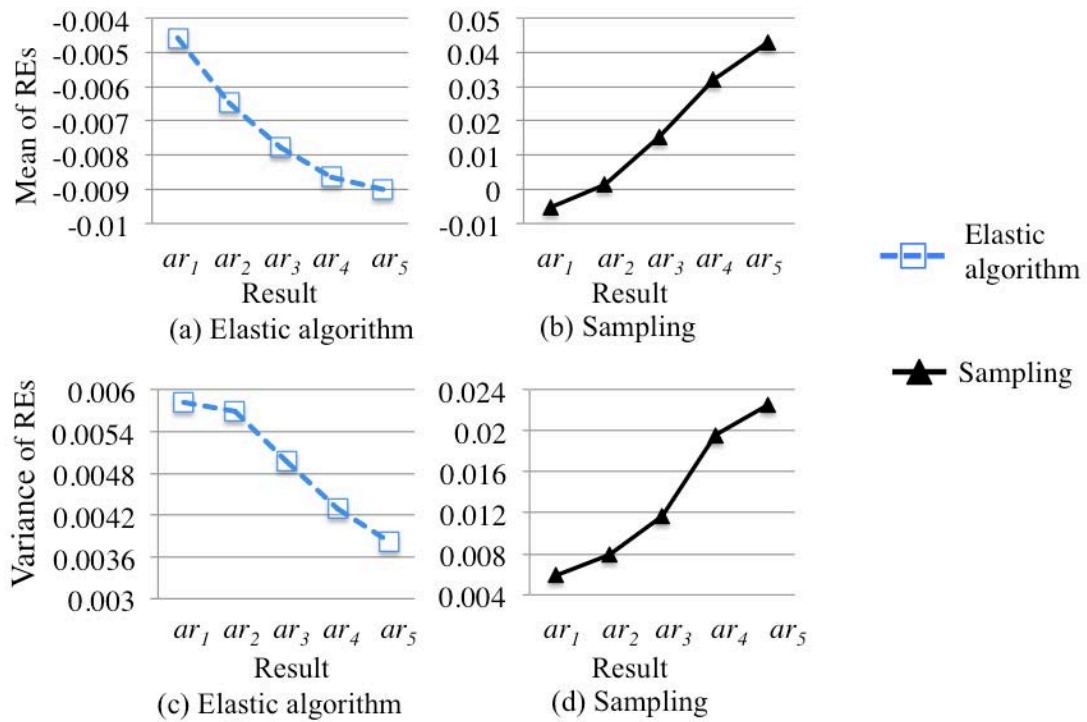 Mean of REs
-0.004
-0.005
-0.006
-0.007
-0.008
-0.009
-0.01
ar1 ar2 ar3 ar4 ar5
Result
(a) Elastic algorithm
0.05
0.04
0.03
0.02
0.01
0
-0.01
ar1 ar2 ar3 ar4 ar5
Result
(b) Sampling
Elastic
algorithm
Sampling
Variance of REs
0.006
0.0054
0.0048
0.0042
0.0036
0.003
ar1 ar2 ar3 ar4 ar5
Result
(c) Elastic algorithm
0.024
0.02
0.016
0.012
0.008
0.004
ar1 ar2 ar3 ar4 ar5
Result
(d) Sampling